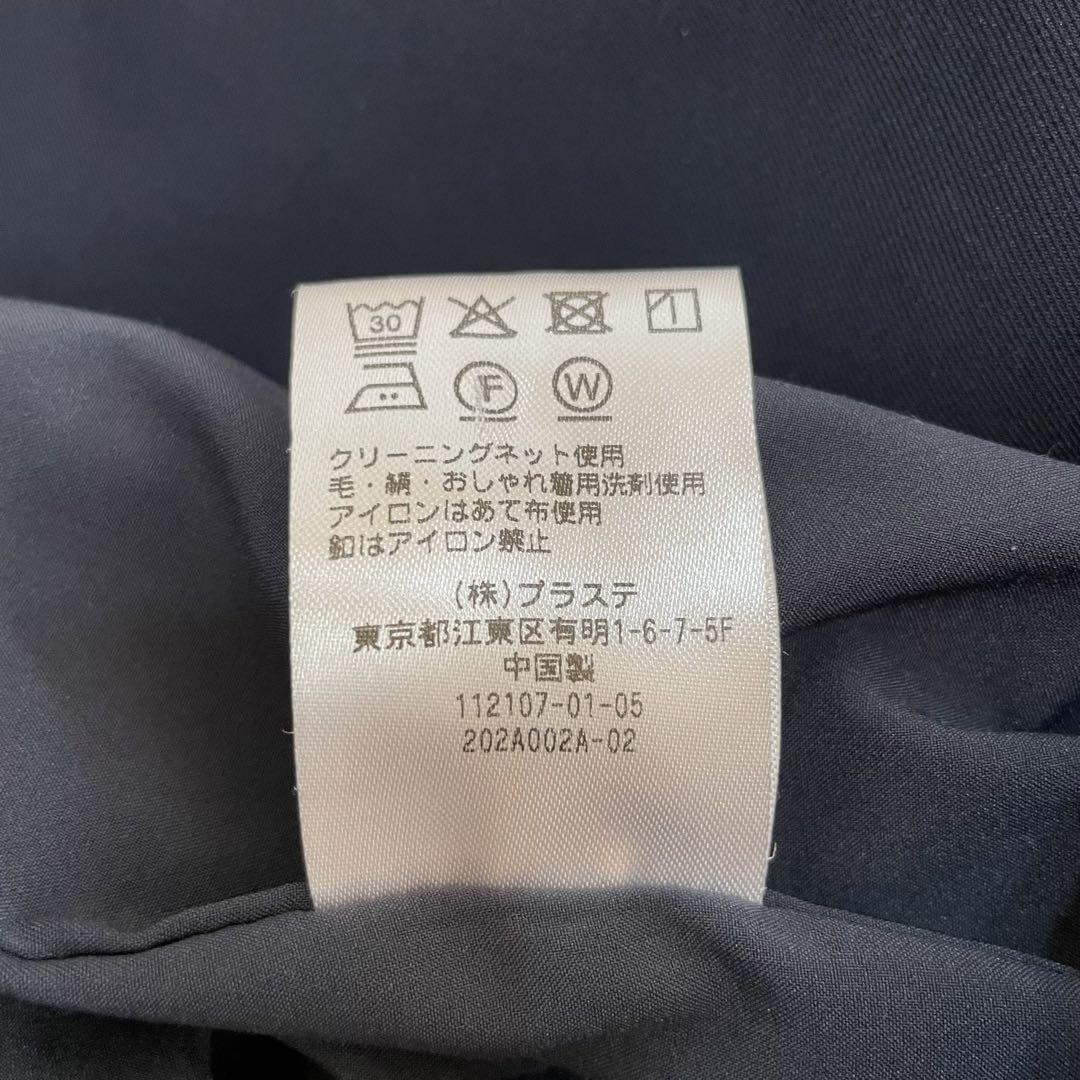 30
F W
クリーニングネット使用
毛・絹・おしゃれ着用洗剤使用
アイロンはあて布使用
釦はアイロン禁止
(株)プラステ
東京都江東区有明1-6-7-5F
中国製
112107-01-05
202A002A-02